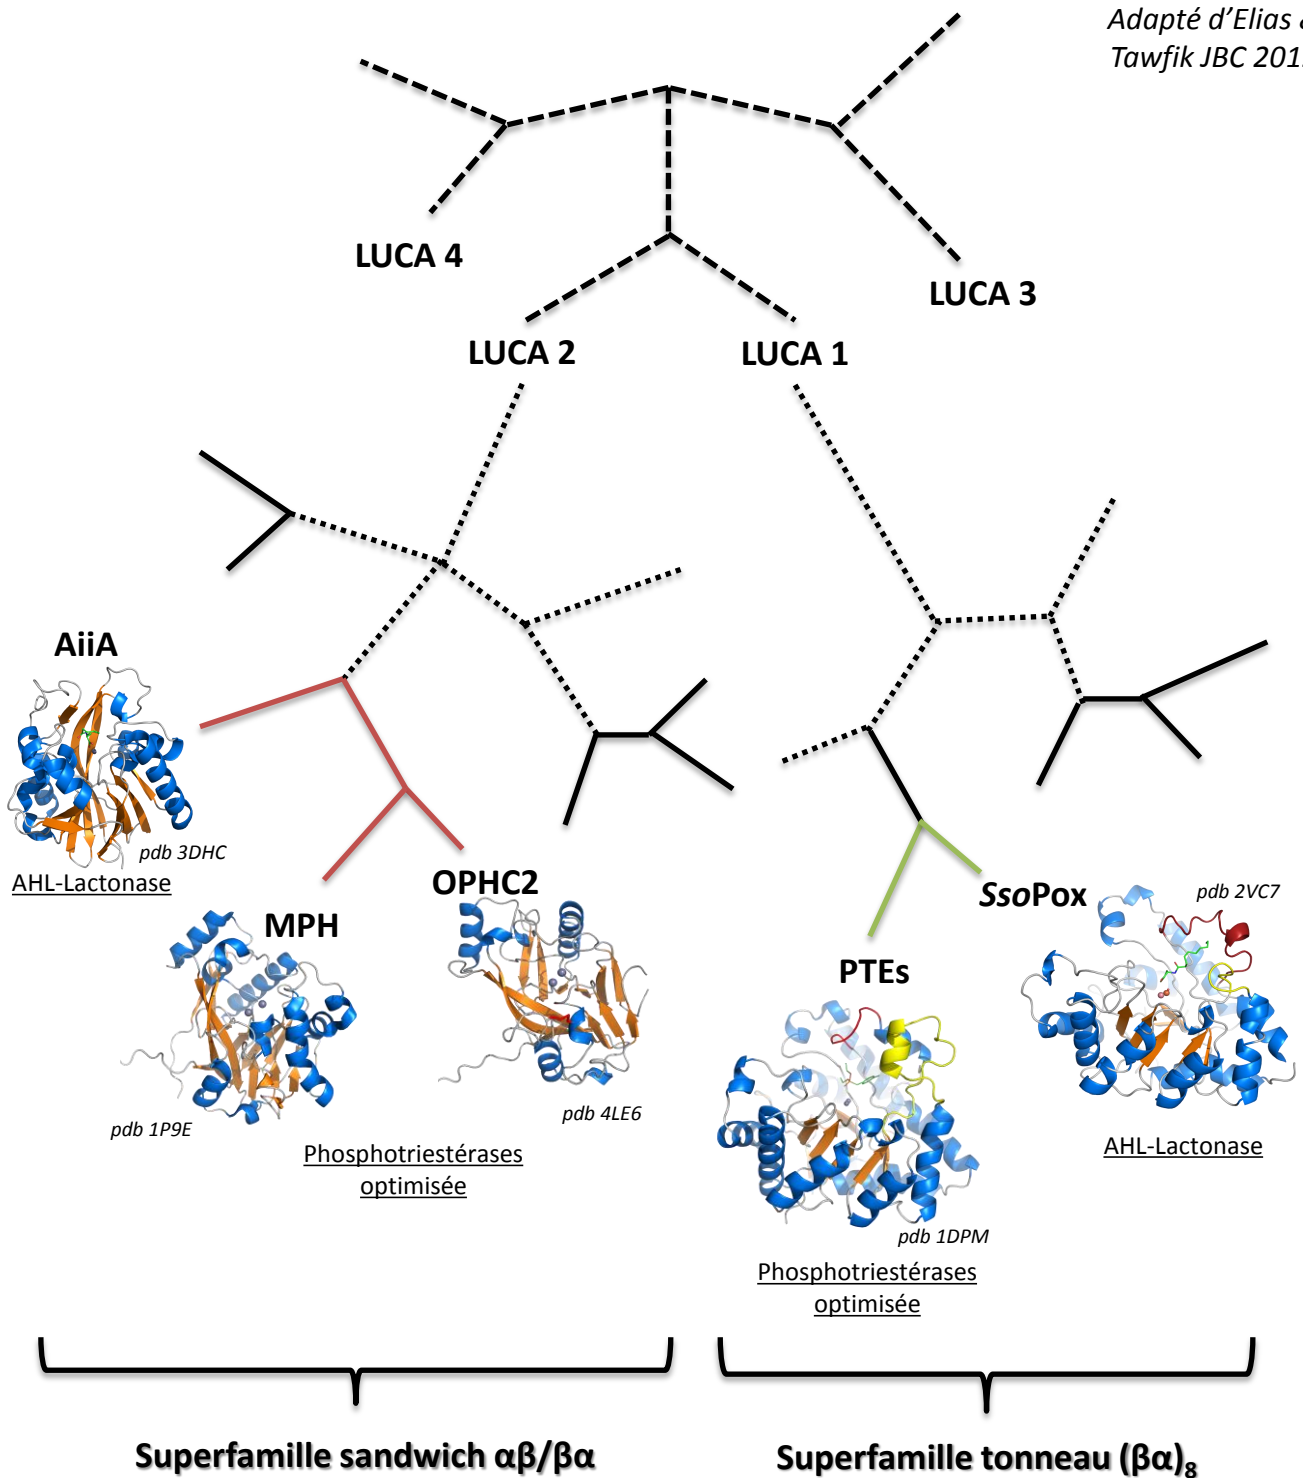 Adapté d'Elias
Tawfik JBC 201
LUCA 4
LUCA 3
LUCA 2
LUCA 1
AiiA
pdb 3DHC
AHL-Lactonase
OPHC2
MPH
SsoPox
pdb 2VC7
PTEs
pdb 4LE6
pdb 1P9E
Phosphotriestérases
optimisée
AHL-Lactonase
pdb 1DPM
Phosphotriestérases
optimisée
Superfamille sandwich αβ/βα
Superfamille tonneau (βα)₈